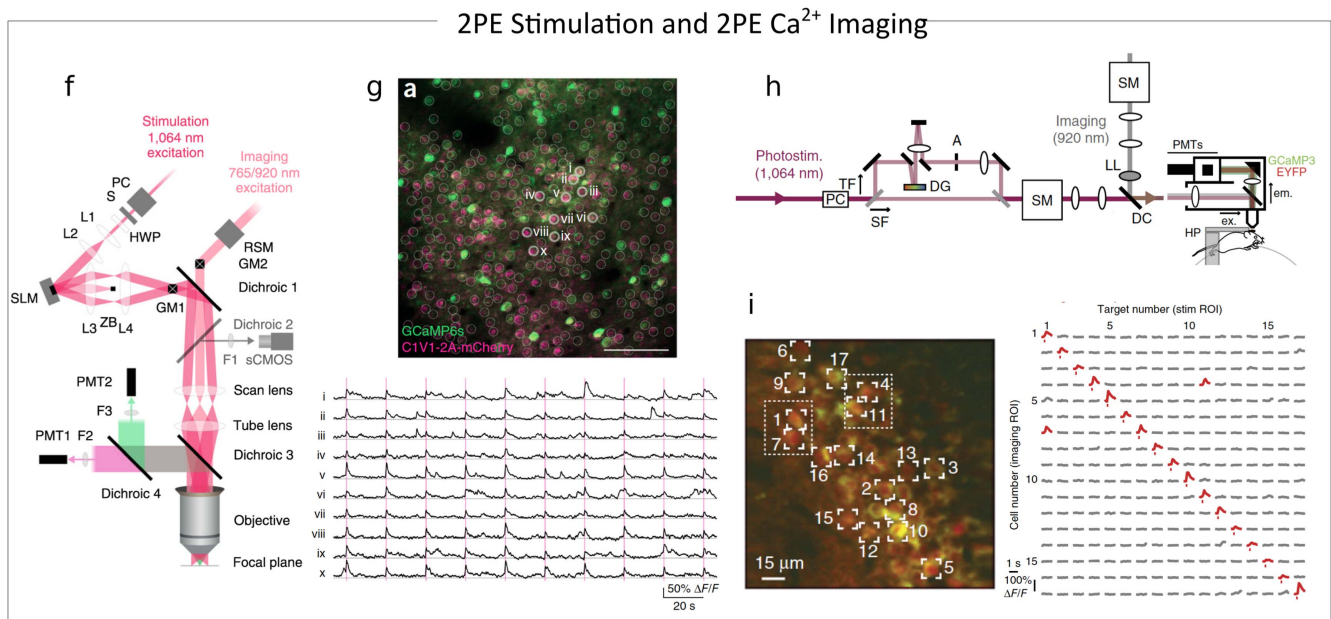 2PE Stimulation and 2PE Ca2+ Imaging
f
Stimulation
1,064 nm
excitation
Imaging
765/920 nm
excitation
PC
S
HWP
L1
L2
RSM
GM2
Dichroic 1
SLM
GM1
L3
ZB
L4
Dichroic 2
F1
sCMOS
PMT2
Scan lens
F3
Tube lens
PMT1
F2
Dichroic 3
Dichroic 4
Objective
Focal plane
g
a
i
ii
iii
iv
v
vi
vii
viii
ix
x
GCaMP6s
C1V1-2A-mCherry
i
ii
iii
iv
v
vi
vii
viii
ix
x
50% ΔF/F
20 s
h
SM
Imaging
(920 nm)
A
PMTs
Photostim.
(1,064 nm)
LL
GCaMP3
EYFP
TF
DG
PC
SM
em.
SF
DC
ex.
HP
i
6
17
9
4
11
1
7
14
13
3
16
2
8
15
10
12
5
15 μm
Target number (stim ROI)
1
5
10
15
Cell number (imaging ROI)
1
5
10
15
1 s
100%
ΔF/F